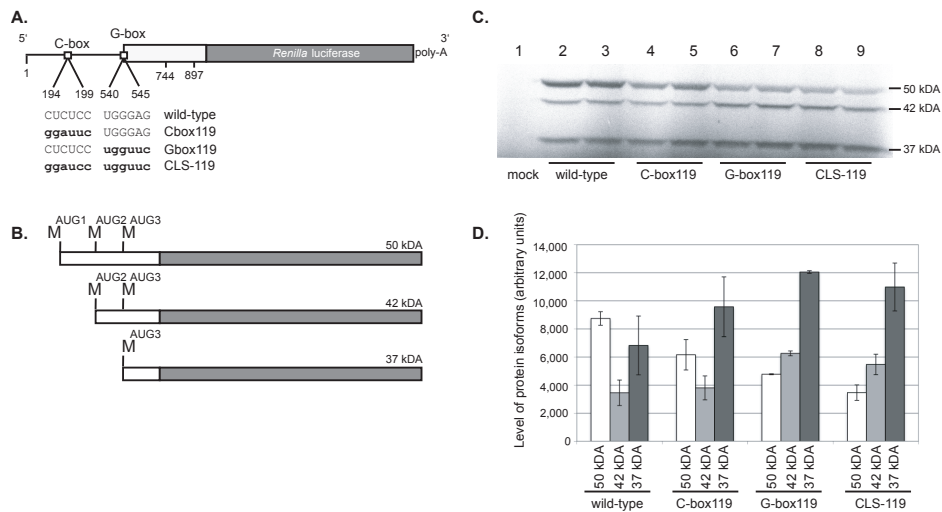 A.
5'
C-box
G-box
Renilla luciferase
3'
poly-A
1
744 897
194 199 540 545
CUCUCC UGGGAG wild-type
ggauuc UGGGAG Cbox119
CUCUCC ugguuc Gbox119
ggaucc ugguuc CLS-119
B.
AUG1 AUG2 AUG3
M M M
50 kDA
AUG2 AUG3
M M
42 kDA
AUG3
M
37 kDA
C.
1 2 3 4 5 6 7 8 9
50 kDA
42 kDA
37 kDA
mock wild-type C-box119 G-box119 CLS-119
D.
Level of protein isoforms (arbitrary units)
14,000
12,000
10,000
8,000
6,000
4,000
2,000
0
50 kDA 42 kDA 37 kDA 50 kDA 42 kDA 37 kDA 50 kDA 42 kDA 37 kDA 50 kDA 42 kDA 37 kDA
wild-type C-box119 G-box119 CLS-119